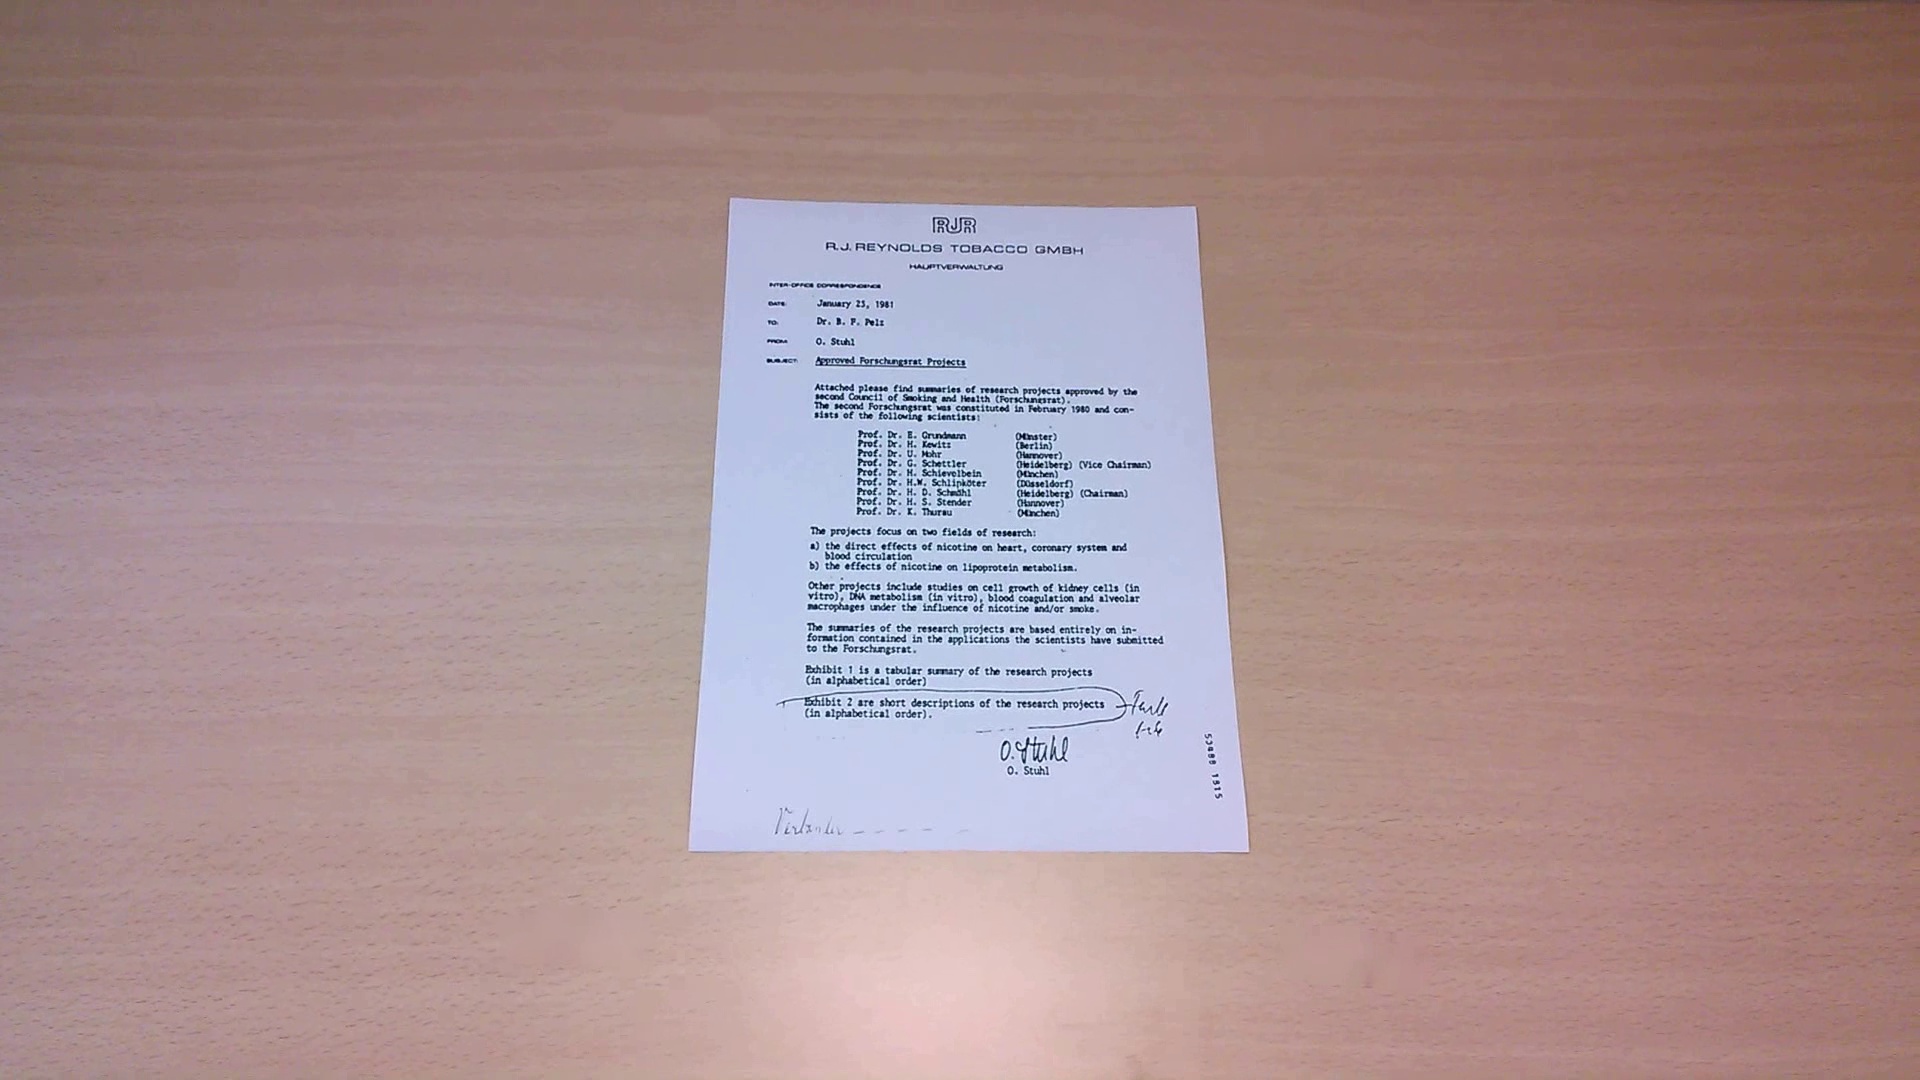 RJR
R.J. REYNOLDS TOBACCO GMBH
HAUPTVERWALTUNG
INTER-OFFICE CORRESPONDENCE
DATE: January 23, 1981
TO: Dr. B. F. Pelz
FROM: O. Stuhl
SUBJECT: Approved Forschungsrat Projects
Attached please find summaries of research projects approved by the
second Council of Smoking and Health (Forschungsrat).
The second Forschungsrat was constituted in February 1980 and con-
sists of the following scientists:
Prof. Dr. E. Grundmann (Münster)
Prof. Dr. H. Kewitz (Berlin)
Prof. Dr. U. Mohr (Hannover)
Prof. Dr. G. Schettler (Heidelberg) (Vice Chairman)
Prof. Dr. H. Schievelbein (München)
Prof. Dr. H.W. Schlipköter (Düsseldorf)
Prof. Dr. H. D. Schmähl (Heidelberg) (Chairman)
Prof. Dr. H. S. Stender (Hannover)
Prof. Dr. K. Thurau (München)
The projects focus on two fields of research:
a) the direct effects of nicotine on heart, coronary system and
blood circulation
b) the effects of nicotine on lipoprotein metabolism.
Other projects include studies on cell growth of kidney cells (in
vitro), DNA metabolism (in vitro), blood coagulation and alveolar
macrophages under the influence of nicotine and/or smoke.
The summaries of the research projects are based entirely on in-
formation contained in the applications the scientists have submitted
to the Forschungsrat.
Exhibit 1 is a tabular summary of the research projects
(in alphabetical order)
Exhibit 2 are short descriptions of the research projects
(in alphabetical order).
O. Stuhl
O. Stuhl